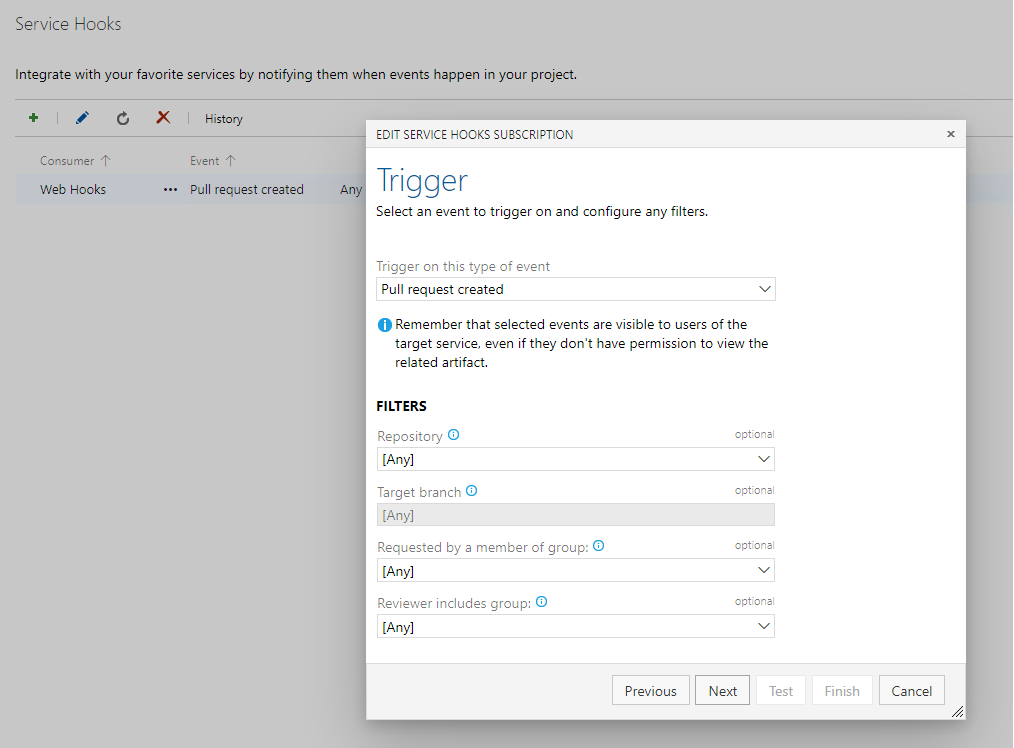 Service Hooks
Integrate with your favorite services by notifying them when events happen in your project.
History
Consumer
Event
Web Hooks
Pull request created
Any
EDIT SERVICE HOOKS SUBSCRIPTION
Trigger
Select an event to trigger on and configure any filters.
Trigger on this type of event
Pull request created
Remember that selected events are visible to users of the
target service, even if they don't have permission to view the
related artifact.
FILTERS
Repository optional
[Any]
Target branch optional
[Any]
Requested by a member of group: optional
[Any]
Reviewer includes group: optional
[Any]
Previous Next Test Finish Cancel